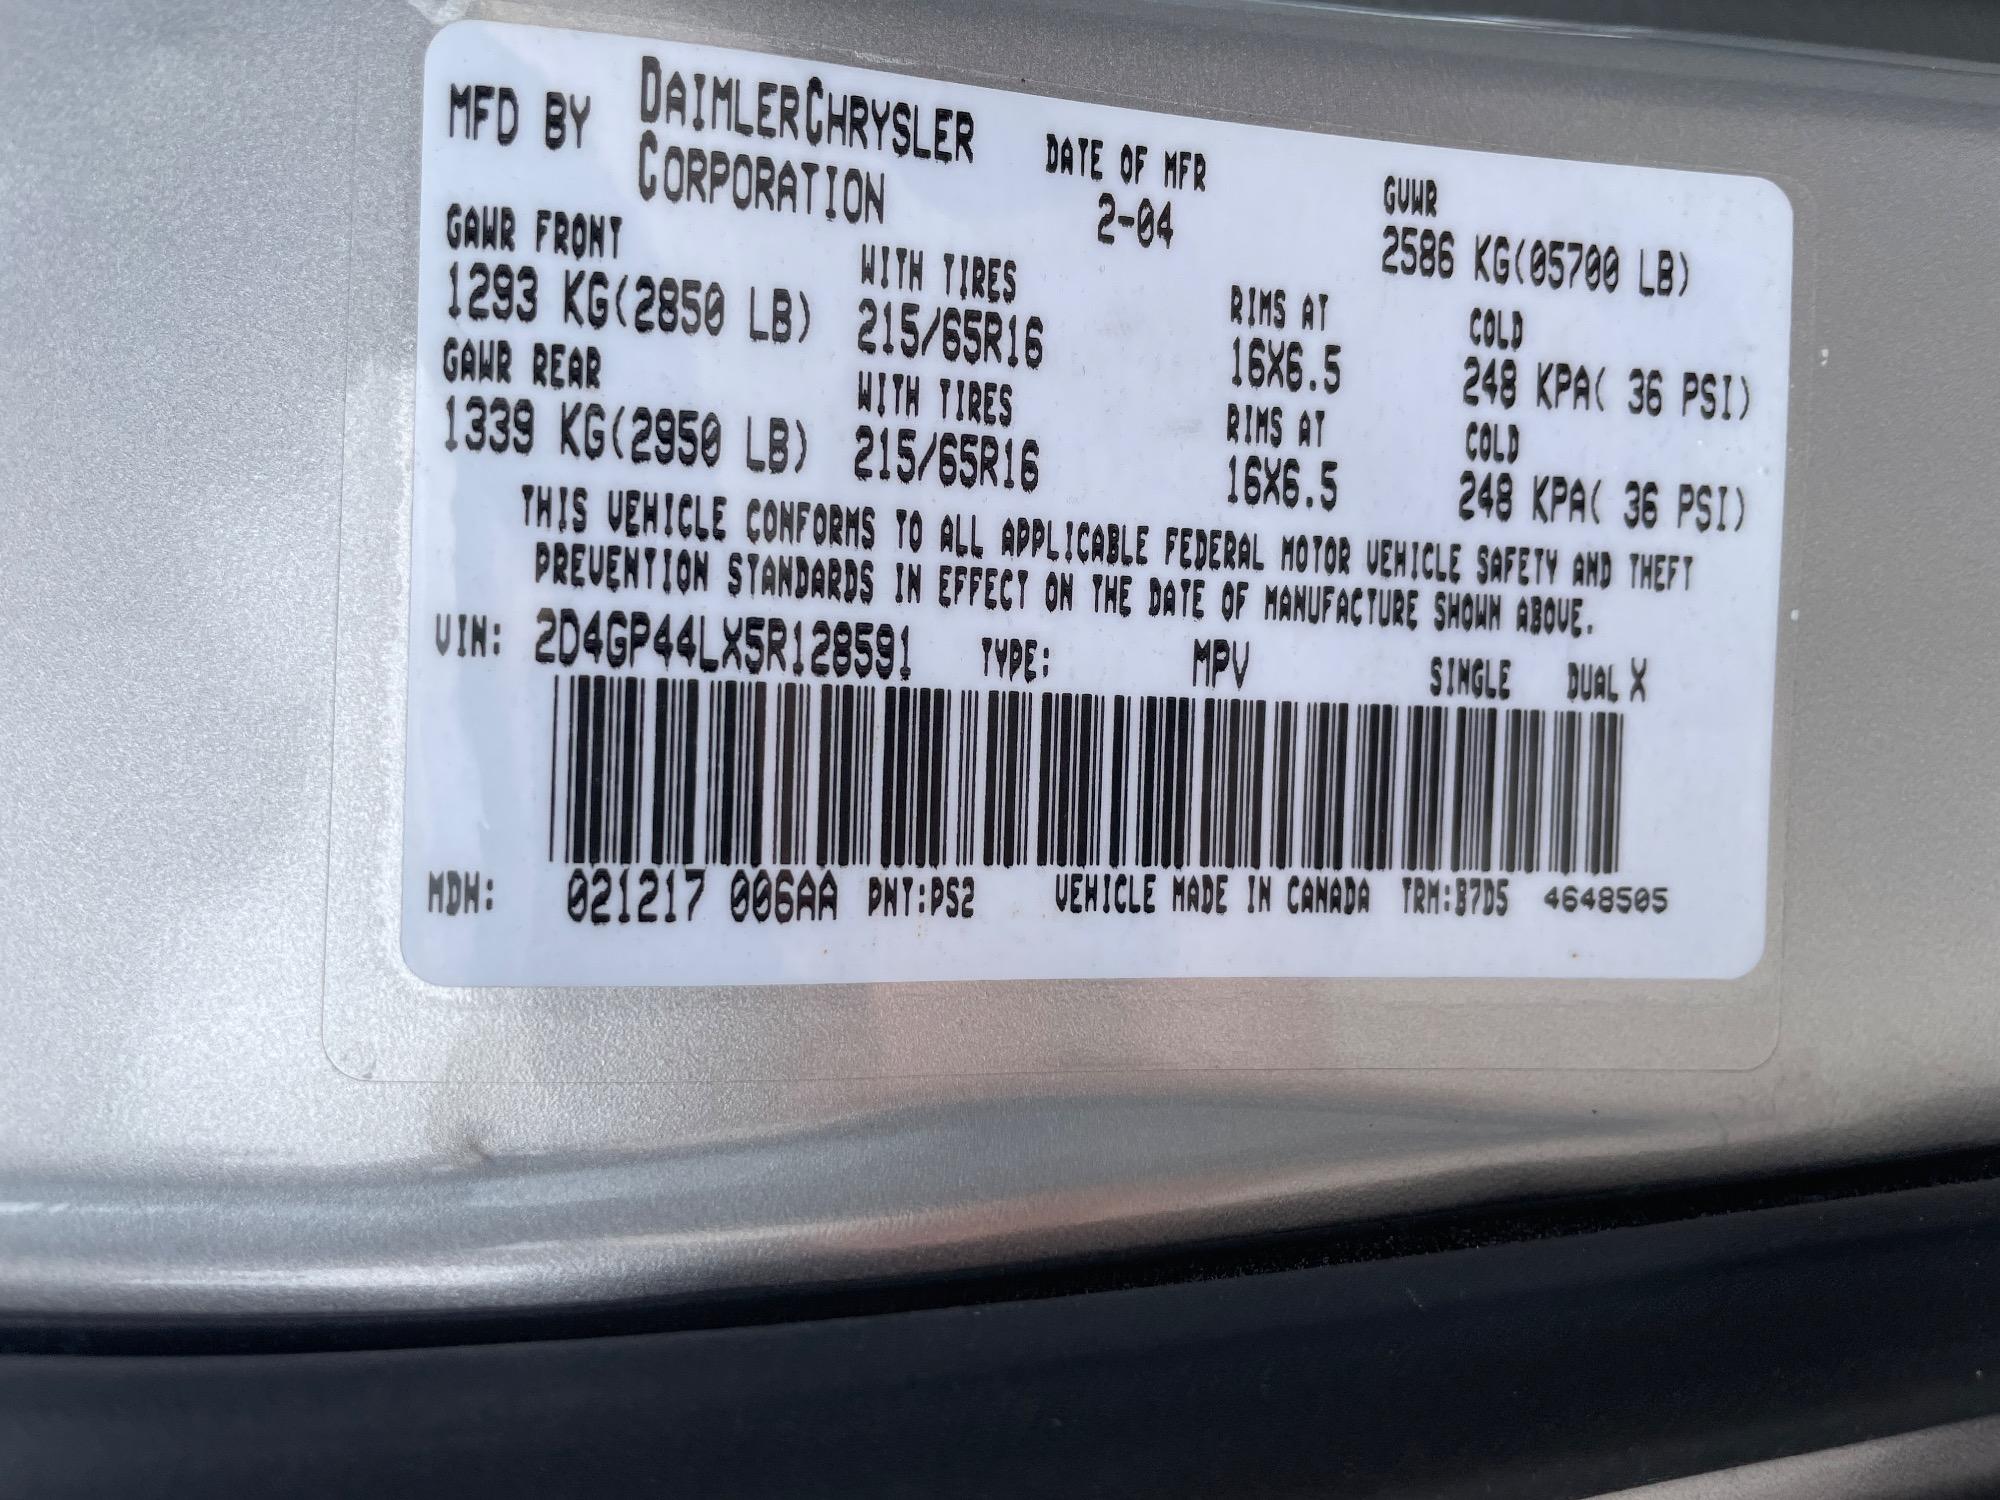 MFD BY DAIMLERCHRYSLER CORPORATION DATE OF MFR 2-04 GVWR 2586 KG(05700 LB)
GAWR FRONT WITH TIRES RIMS AT COLD
1293 KG(2850 LB) 215/65R16 16X6.5 248 KPA( 36 PSI)
GAWR REAR WITH TIRES RIMS AT COLD
1339 KG(2950 LB) 215/65R16 16X6.5 248 KPA( 36 PSI)
THIS VEHICLE CONFORMS TO ALL APPLICABLE FEDERAL MOTOR VEHICLE SAFETY AND THEFT
PREVENTION STANDARDS IN EFFECT ON THE DATE OF MANUFACTURE SHOWN ABOVE.
VIN: 2D4GP44LX5R128591 TYPE: MPV SINGLE DUAL X
MDH: 021217 006AA PNT:PS2 VEHICLE MADE IN CANADA TRM:B7D5 4648505